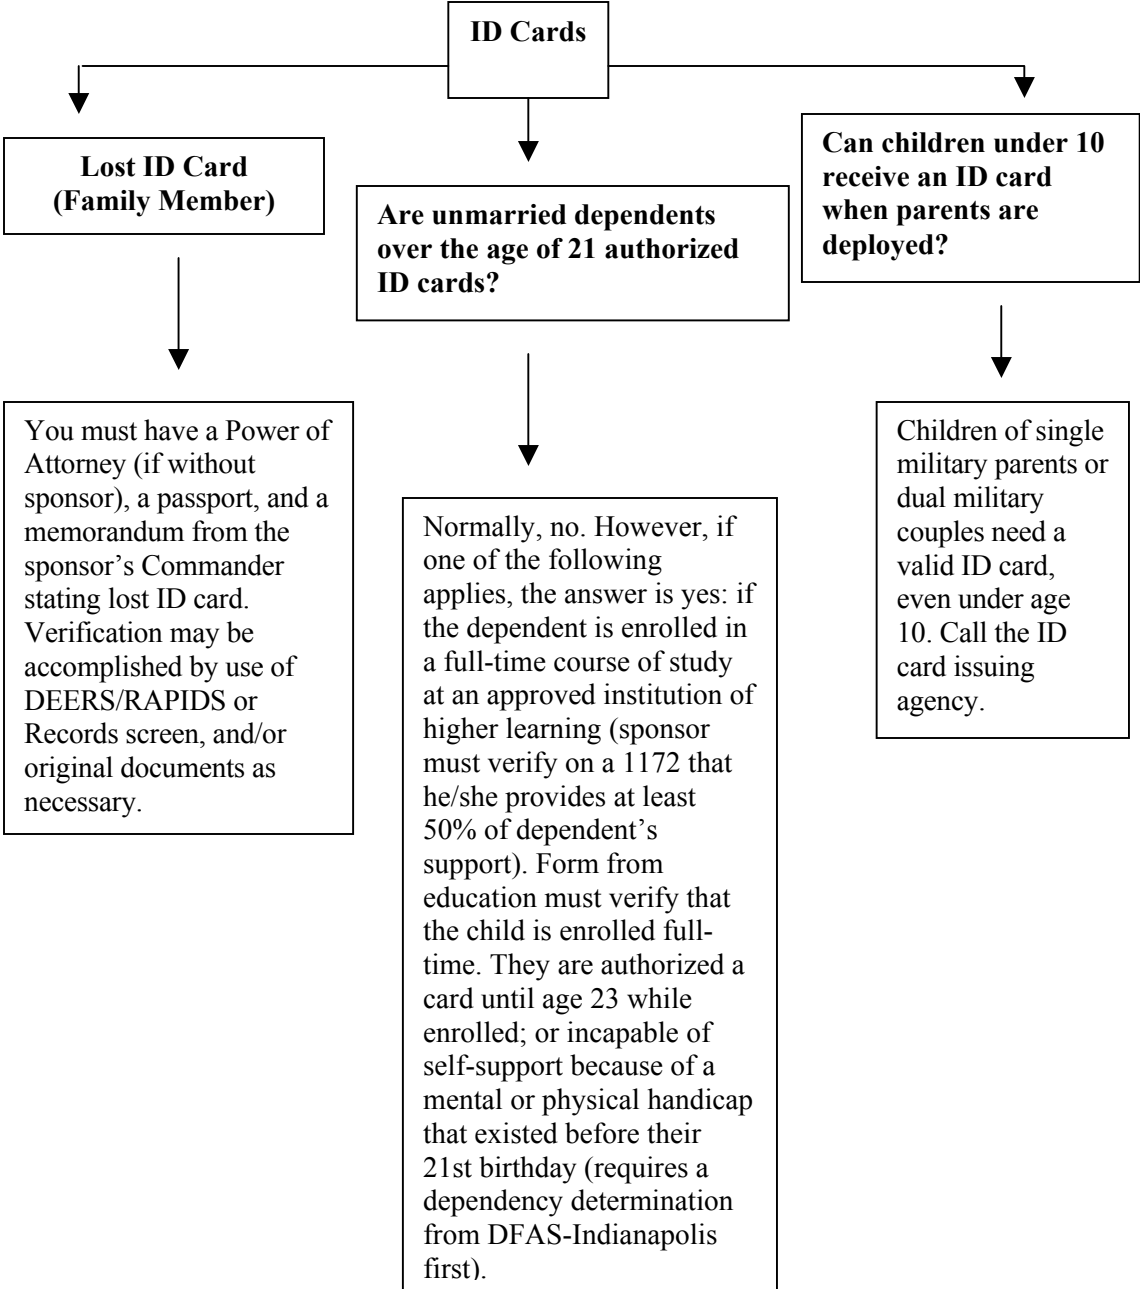 ID Cards
Lost ID Card
(Family Member)
Are unmarried dependents
over the age of 21 authorized
ID cards?
Can children under 10
receive an ID card
when parents are
deployed?
You must have a Power of
Attorney (if without
sponsor), a passport, and a
memorandum from the
sponsor’s Commander
stating lost ID card.
Verification may be
accomplished by use of
DEERS/RAPIDS or
Records screen, and/or
original documents as
necessary.
Normally, no. However, if
one of the following
applies, the answer is yes: if
the dependent is enrolled in
a full-time course of study
at an approved institution of
higher learning (sponsor
must verify on a 1172 that
he/she provides at least
50% of dependent’s
support). Form from
education must verify that
the child is enrolled full-
time. They are authorized a
card until age 23 while
enrolled; or incapable of
self-support because of a
mental or physical handicap
that existed before their
21st birthday (requires a
dependency determination
from DFAS-Indianapolis
first).
Children of single
military parents or
dual military
couples need a
valid ID card,
even under age
10. Call the ID
card issuing
agency.